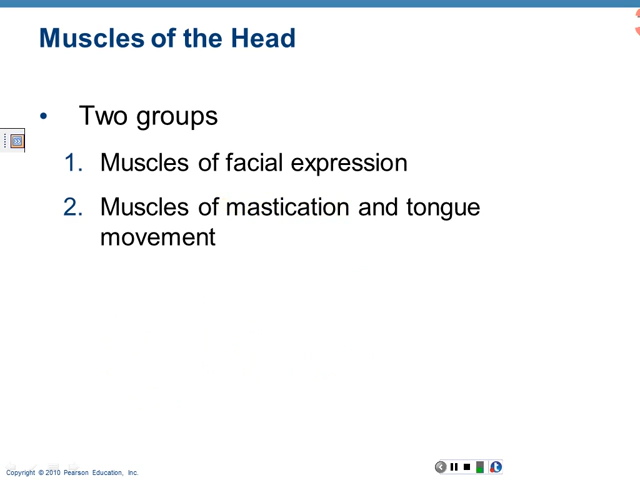 Muscles of the Head
• Two groups
1. Muscles of facial expression
2. Muscles of mastication and tongue
movement
Copyright © 2010 Pearson Education, Inc.